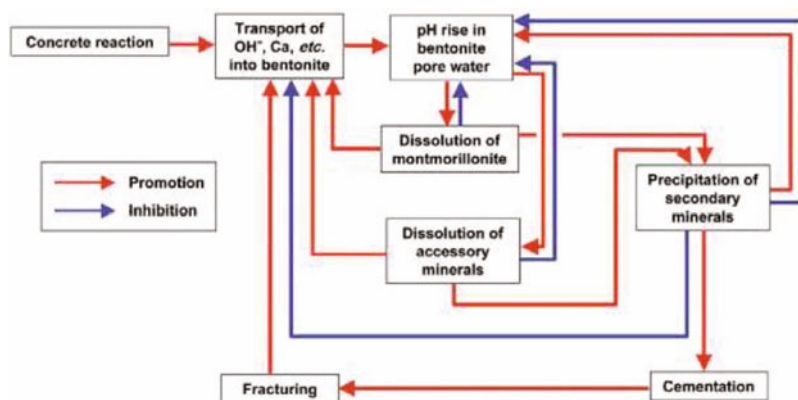 Transport of
OH⁻, Ca, etc.
into bentonite
pH rise in
bentonite
pore water
Concrete reaction
Dissolution of
montmorillonite
Promotion
Inhibition
Precipitation of
secondary
minerals
Dissolution of
accessory
minerals
Fracturing
Cementation